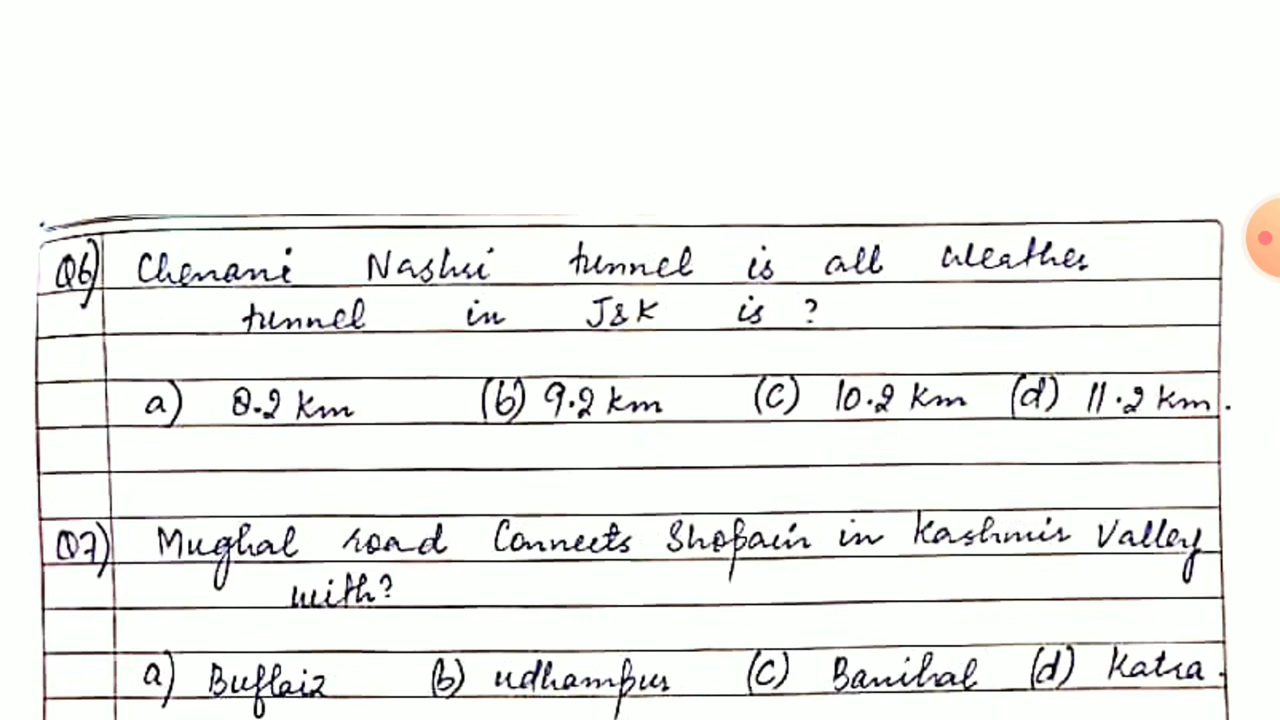 Q6) Chenani Nashri tunnel is all weather
tunnel in J&K is ?
a) 8.2 km (b) 9.2 km (c) 10.2 km (d) 11.2 km.
Q7) Mughal road Connects Shopain in Kashmir Valley
with?
a) Buflaiz (b) udhampur (c) Banihal (d) Katra.